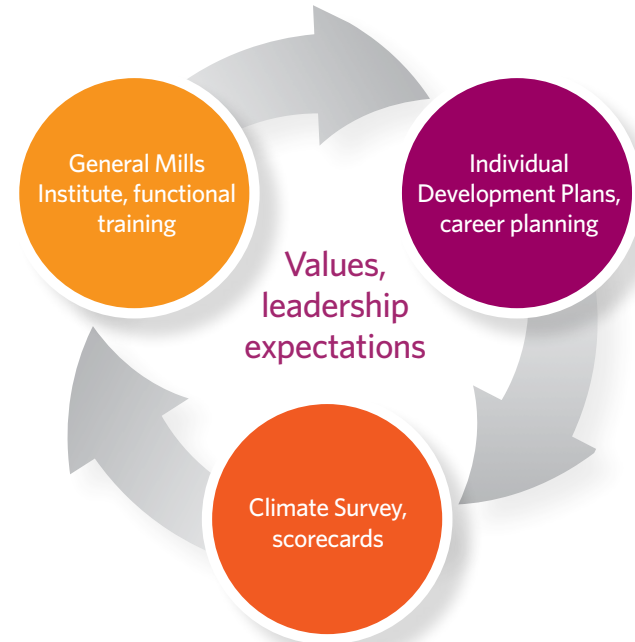 General Mills
Institute, functional
training
Individual
Development Plans,
career planning
Values,
leadership
expectations
Climate Survey,
scorecards